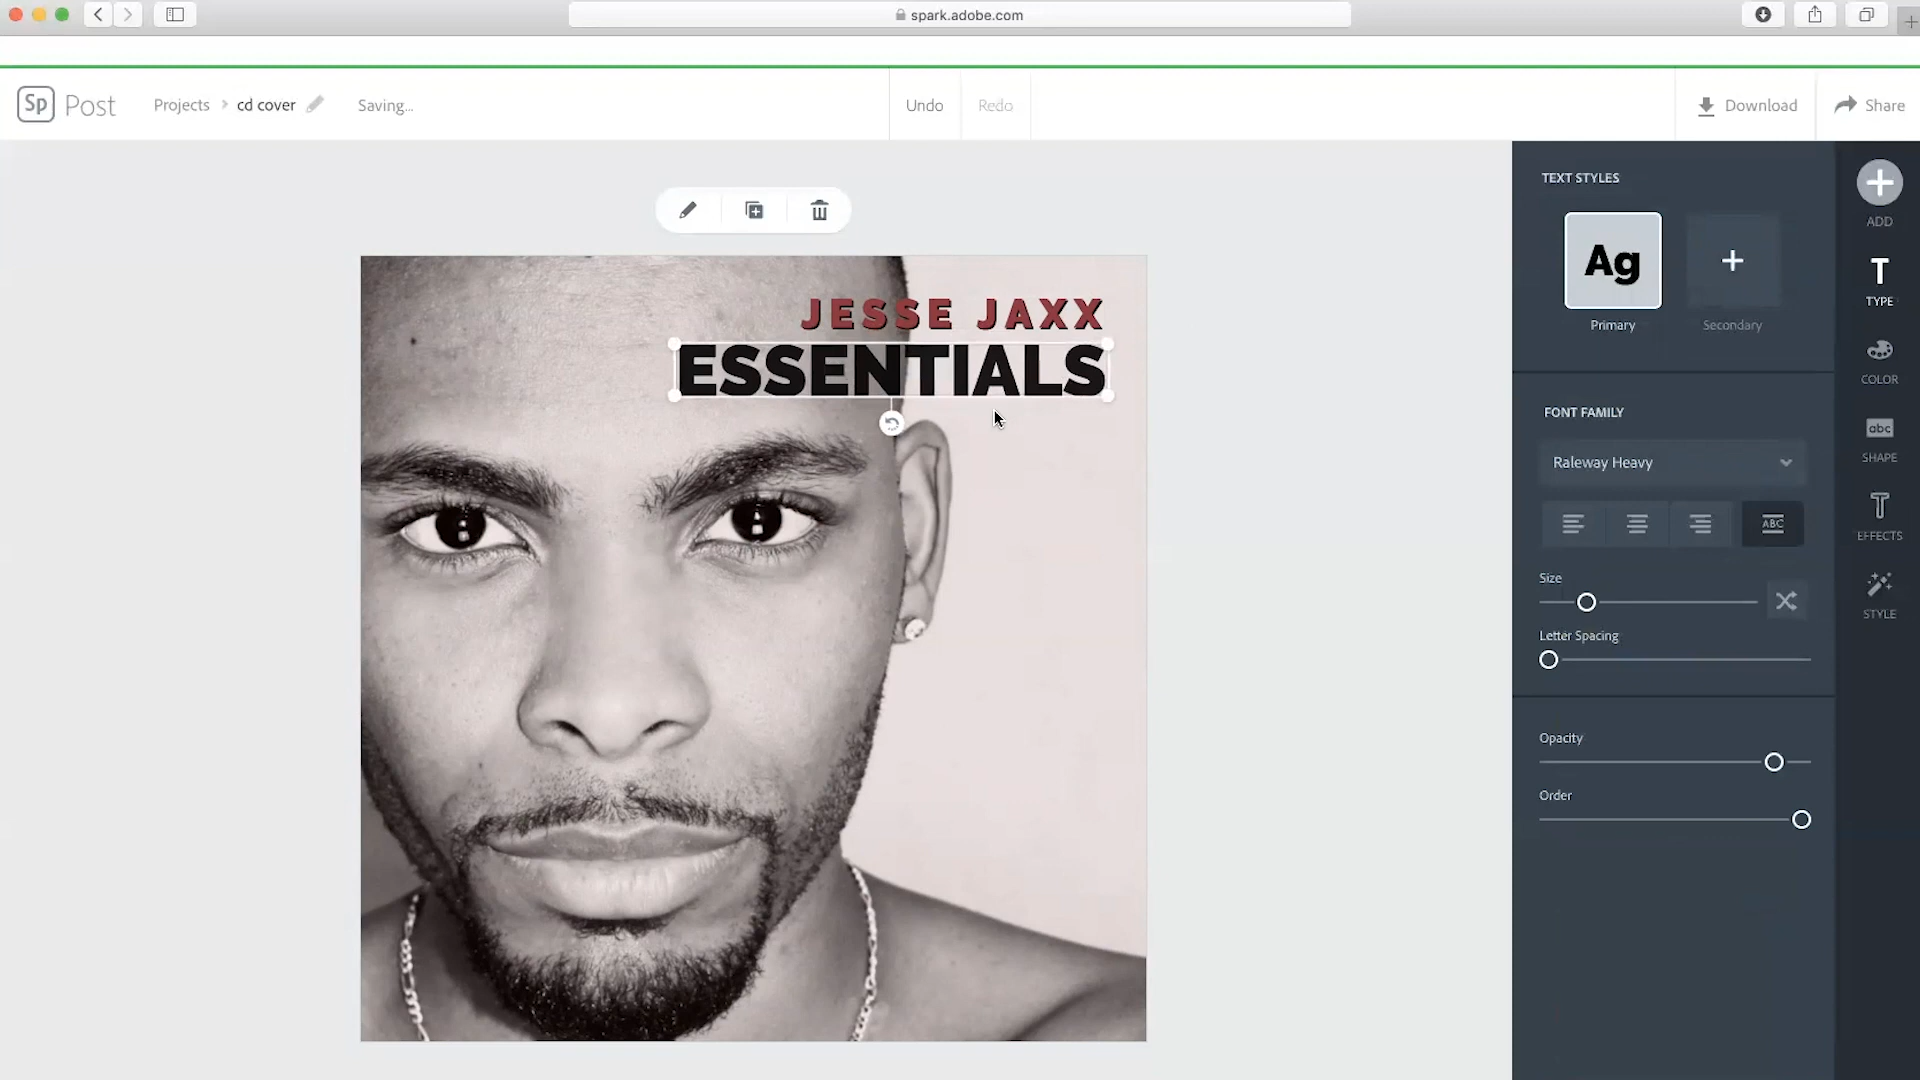 spark.adobe.com
Sp Post Projects > cd cover Saving... Undo Redo Download Share
TEXT STYLES
Ag
Primary Secondary
ADD
TYPE
COLOR
SHAPE
EFFECTS
STYLE
abc
JESSE JAXX
ESSENTIALS
FONT FAMILY
Raleway Heavy
ABC
Size
Letter Spacing
Opacity
Order